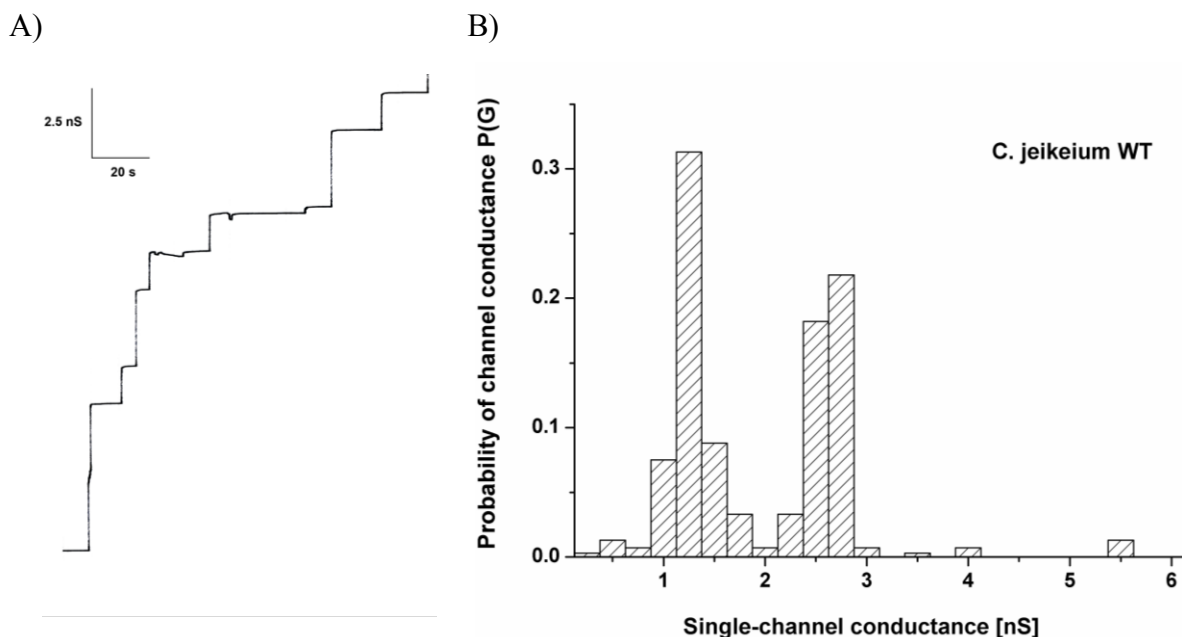 A)
B)
2.5 nS
20 s
C. jeikeium WT
Probability of channel conductance P(G)
0.3
0.2
0.1
0.0
1 2 3 4 5 6
Single-channel conductance [nS]